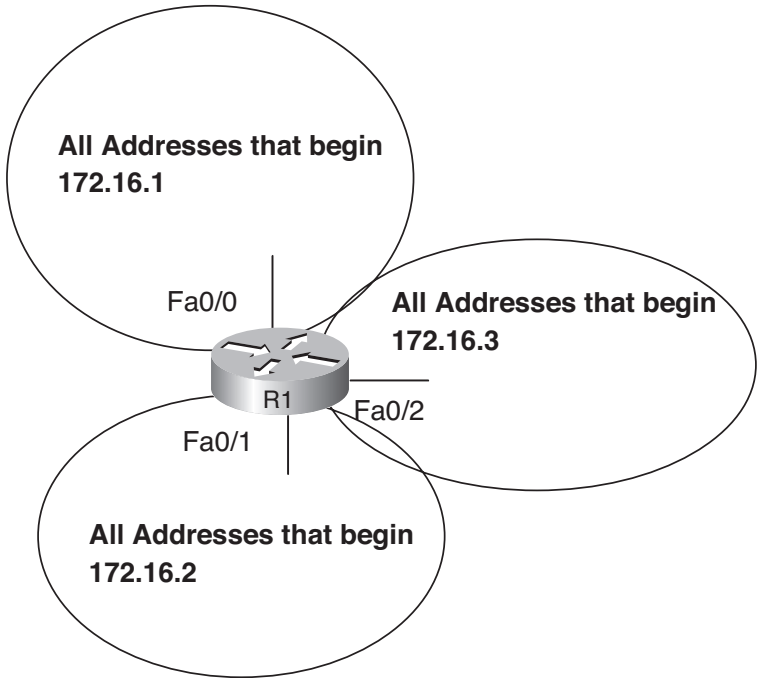 All Addresses that begin
172.16.1
Fa0/0
All Addresses that begin
172.16.3
R1
Fa0/2
Fa0/1
All Addresses that begin
172.16.2